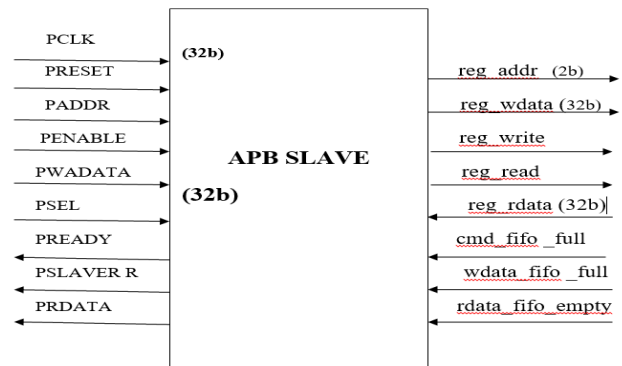 PCLK
PRESET
PADDR
PENABLE
PWADATA
PSEL
PREADY
PSLAVER R
PRDATA
(32b)
APB SLAVE
(32b)
reg_addr (2b)
reg_wdata (32b)
reg_write
reg_read
reg_rdata (32b)
cmd_fifo _full
wdata_fifo _full
rdata_fifo_empty